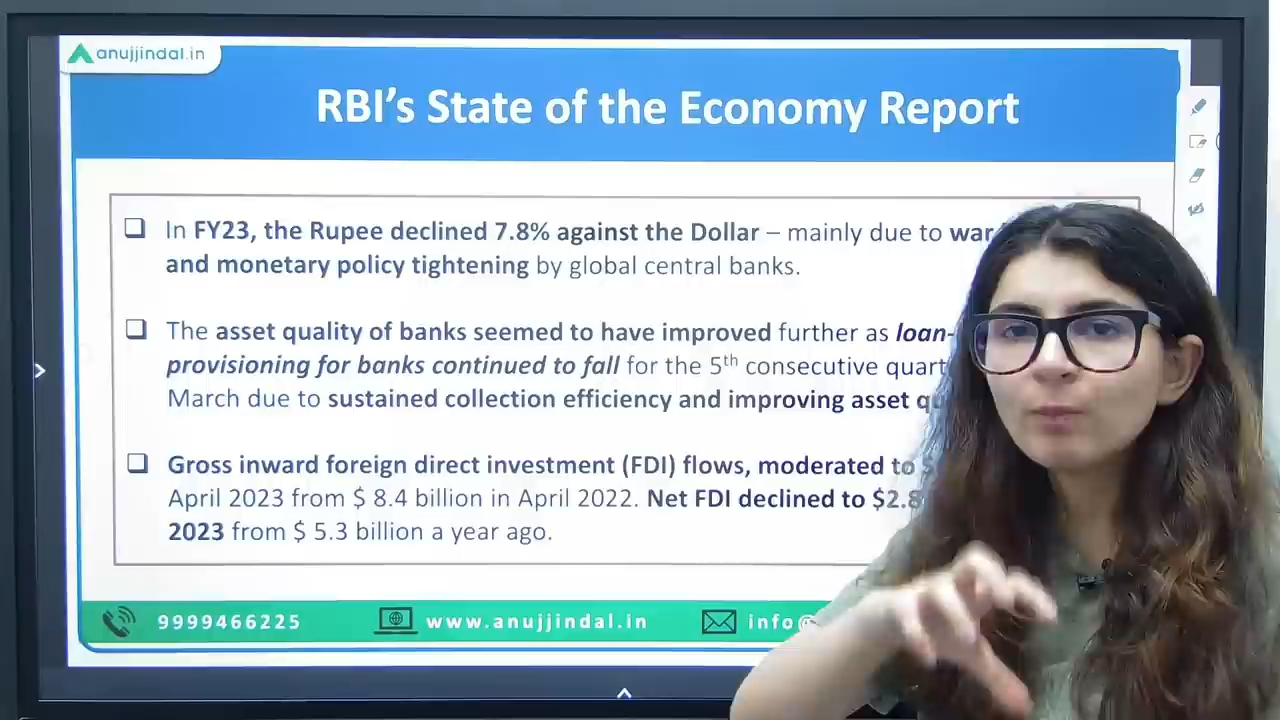 anujjindal.in
RBI's State of the Economy Report
❑ In FY23, the Rupee declined 7.8% against the Dollar – mainly due to war
and monetary policy tightening by global central banks.
❑ The asset quality of banks seemed to have improved further as loan-
provisioning for banks continued to fall for the 5th consecutive
March due to sustained collection efficiency and improving asset
❑ Gross inward foreign direct investment (FDI) flows, moderated to
April 2023 from $ 8.4 billion in April 2022. Net FDI declined to $2.8
2023 from $ 5.3 billion a year ago.
9999466225 www.anujjindal.in info@